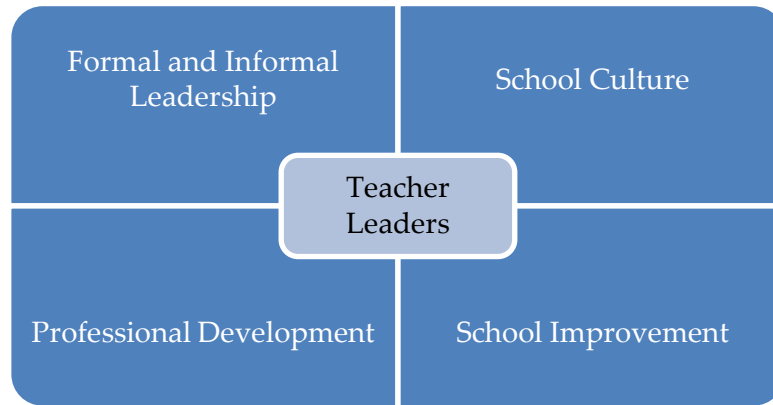 Formal and Informal
Leadership
School Culture
Teacher
Leaders
Professional Development
School Improvement